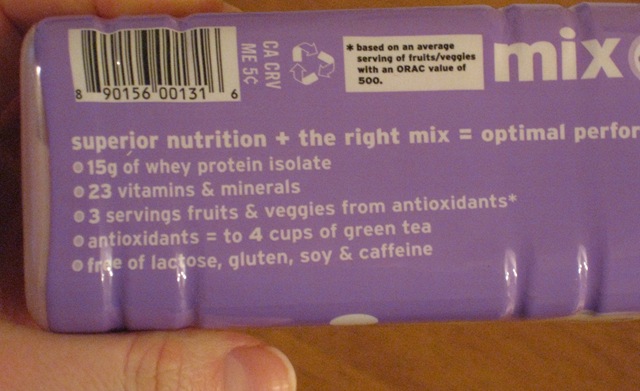 8 90156 00131 6
CA CRV
ME 5¢
* based on an average
serving of fruits/veggies
with an ORAC value of
500.
mix
superior nutrition + the right mix = optimal perfor
15g of whey protein isolate
23 vitamins & minerals
3 servings fruits & veggies from antioxidants*
antioxidants = to 4 cups of green tea
free of lactose, gluten, soy & caffeine